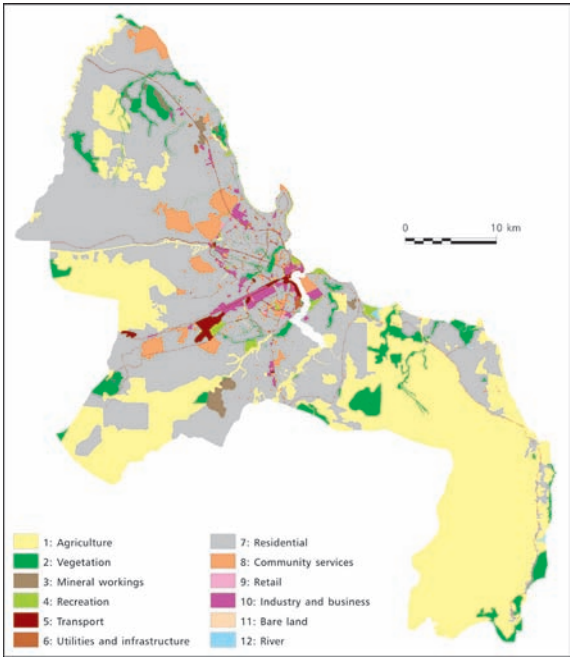 0 10 km
1: Agriculture
2: Vegetation
3: Mineral workings
4: Recreation
5: Transport
6: Utilities and infrastructure
7: Residential
8: Community services
9: Retail
10: Industry and business
11: Bare land
12: River